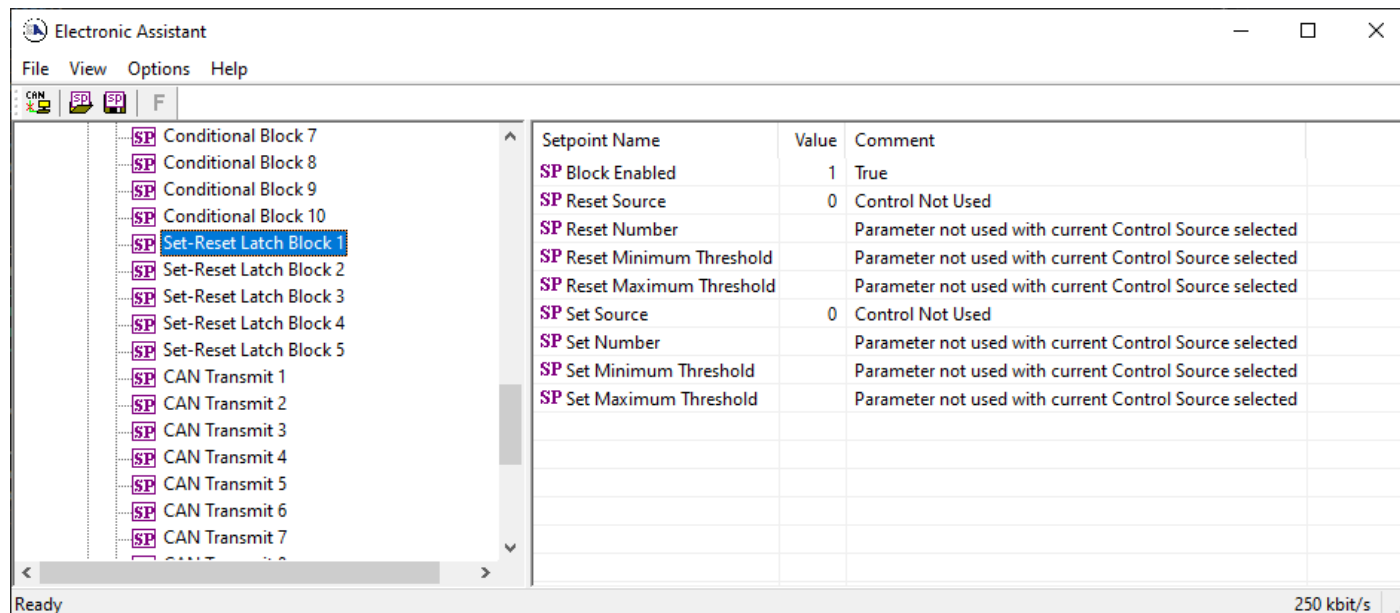 Electronic Assistant
File View Options Help
CAN SP SP F
SP Conditional Block 7
SP Conditional Block 8
SP Conditional Block 9
SP Conditional Block 10
SP Set-Reset Latch Block 1
SP Set-Reset Latch Block 2
SP Set-Reset Latch Block 3
SP Set-Reset Latch Block 4
SP Set-Reset Latch Block 5
SP CAN Transmit 1
SP CAN Transmit 2
SP CAN Transmit 3
SP CAN Transmit 4
SP CAN Transmit 5
SP CAN Transmit 6
SP CAN Transmit 7
Setpoint Name Value Comment
SP Block Enabled 1 True
SP Reset Source 0 Control Not Used
SP Reset Number Parameter not used with current Control Source selected
SP Reset Minimum Threshold Parameter not used with current Control Source selected
SP Reset Maximum Threshold Parameter not used with current Control Source selected
SP Set Source 0 Control Not Used
SP Set Number Parameter not used with current Control Source selected
SP Set Minimum Threshold Parameter not used with current Control Source selected
SP Set Maximum Threshold Parameter not used with current Control Source selected
Ready 250 kbit/s